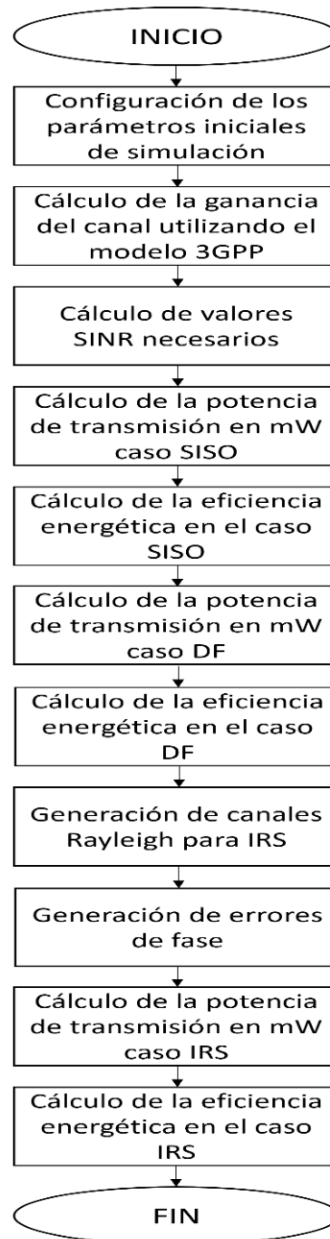 INICIO
Configuración de los
parámetros iniciales
de simulación
Cálculo de la ganancia
del canal utilizando el
modelo 3GPP
Cálculo de valores
SINR necesarios
Cálculo de la potencia
de transmisión en mW
caso SISO
Cálculo de la eficiencia
energética en el caso
SISO
Cálculo de la potencia
de transmisión en mW
caso DF
Cálculo de la eficiencia
energética en el caso
DF
Generación de canales
Rayleigh para IRS
Generación de errores
de fase
Cálculo de la potencia
de transmisión en mW
caso IRS
Cálculo de la eficiencia
energética en el caso
IRS
FIN